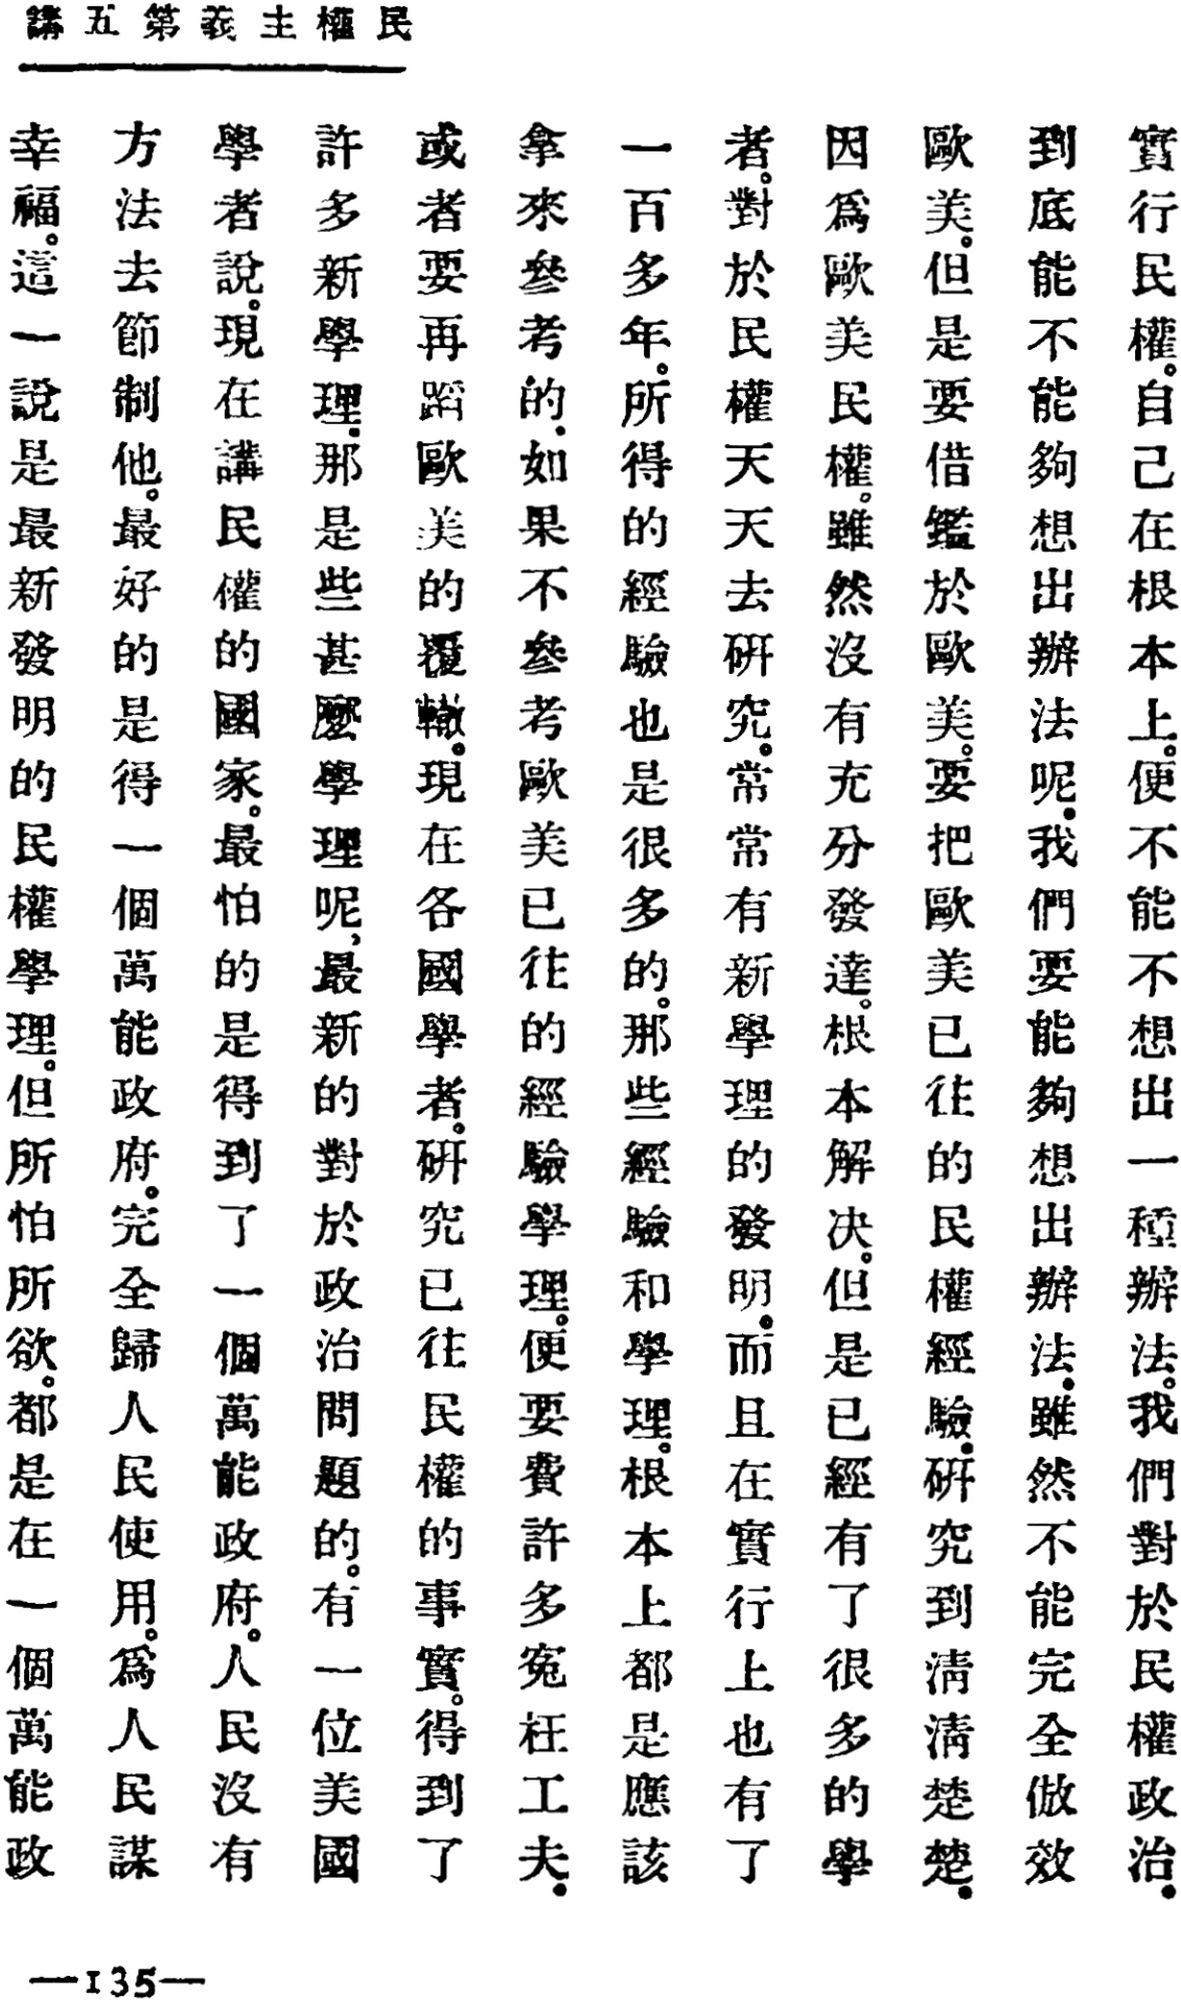 民權主義第五講
實行民權。自己在根本上。便不能不想出一種辦法。我們對於民權政治。
到底能不能夠想出辦法呢。我們要能夠想出辦法。雖然不能完全倣效
歐美。但是要借鑑於歐美。要把歐美已往的民權經驗。研究到淸淸楚楚。
因爲歐美民權。雖然沒有充分發達。根本解決。但是已經有了很多的學
者。對於民權天天去研究。常常有新學理的發明。而且在實行上也有了
一百多年。所得的經驗也是很多的。那些經驗和學理。根本上都是應該
拿來參考的。如果不參考歐美已往的經驗學理。便要費許多寃枉工夫。
或者要再蹈歐美的覆轍。現在各國學者。研究已往民權的事實。得到了
許多新學理。那是些甚麽學理呢，最新的對於政治問題的。有一位美國
學者說。現在講民權的國家。最怕的是得到了一個萬能政府。人民沒有
方法去節制他。最好的是得一個萬能政府。完全歸人民使用。爲人民謀
幸福。這一說是最新發明的民權學理。但所怕所欲。都是在一個萬能政
—135—